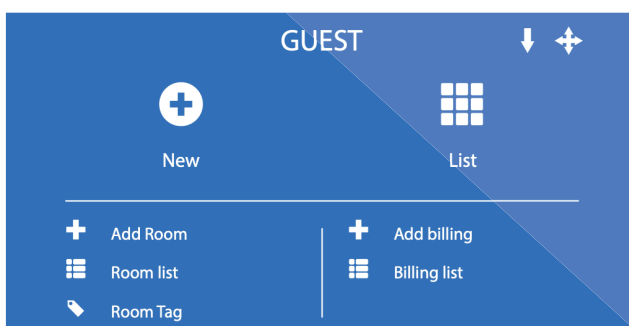 GUEST
New
List
Add Room
Room list
Room Tag
Add billing
Billing list